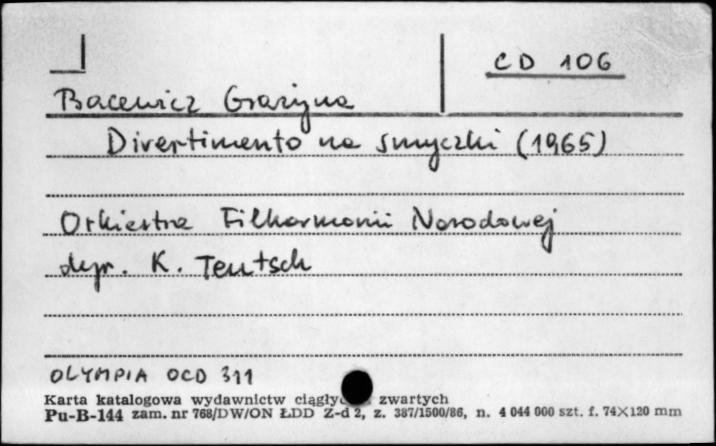 CD 106
Bacewicz Grażyna
Divertimento na smyczki (1965)
Orkiestra Filharmonii Narodowej
dyr. K. Teutsch
OLYMPIA OCD 311
Karta katalogowa wydawnictw zwartych
Pu-B-144 zam. nr 768/DW/ON ŁDD Z-d 2, z. 387/1500/86, n. 4 044 000 szt. f. 74×120 mm